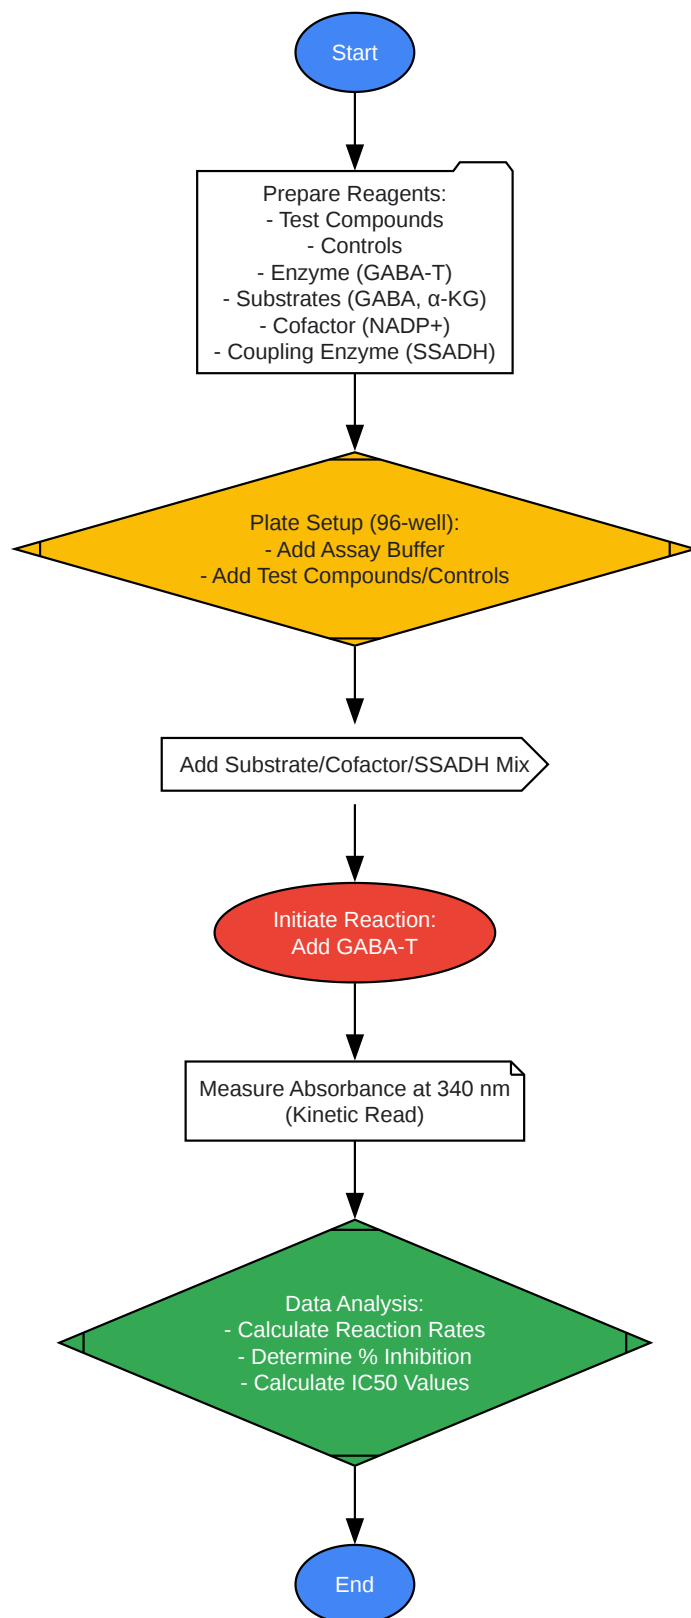 Start
Prepare Reagents:
- Test Compounds
- Controls
- Enzyme (GABA-T)
- Substrates (GABA, α-KG)
- Cofactor (NADP+)
- Coupling Enzyme (SSADH)
Plate Setup (96-well):
- Add Assay Buffer
- Add Test Compounds/Controls
Add Substrate/Cofactor/SSADH Mix
Initiate Reaction:
Add GABA-T
Measure Absorbance at 340 nm
(Kinetic Read)
Data Analysis:
- Calculate Reaction Rates
- Determine % Inhibition
- Calculate IC50 Values
End